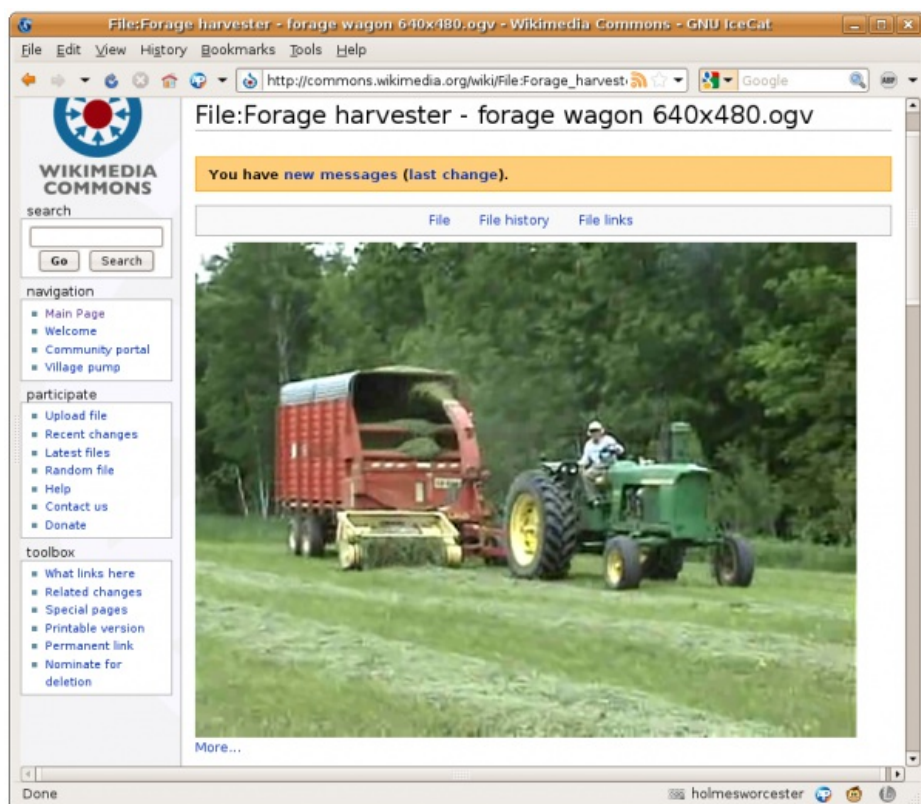 File:Forage harvester - forage wagon 640x480.ogv - Wikimedia Commons - GNU IceCat
File Edit View History Bookmarks Tools Help
http://commons.wikimedia.org/wiki/File:Forage_harvest
Google
ABP
WIKIMEDIA
COMMONS
search
Go Search
navigation
Main Page
Welcome
Community portal
Village pump
participate
Upload file
Recent changes
Latest files
Random file
Help
Contact us
Donate
toolbox
What links here
Related changes
Special pages
Printable version
Permanent link
Nominate for
deletion
File:Forage harvester - forage wagon 640x480.ogv
You have new messages (last change).
File File history File links
More...
Done
holmesworcester